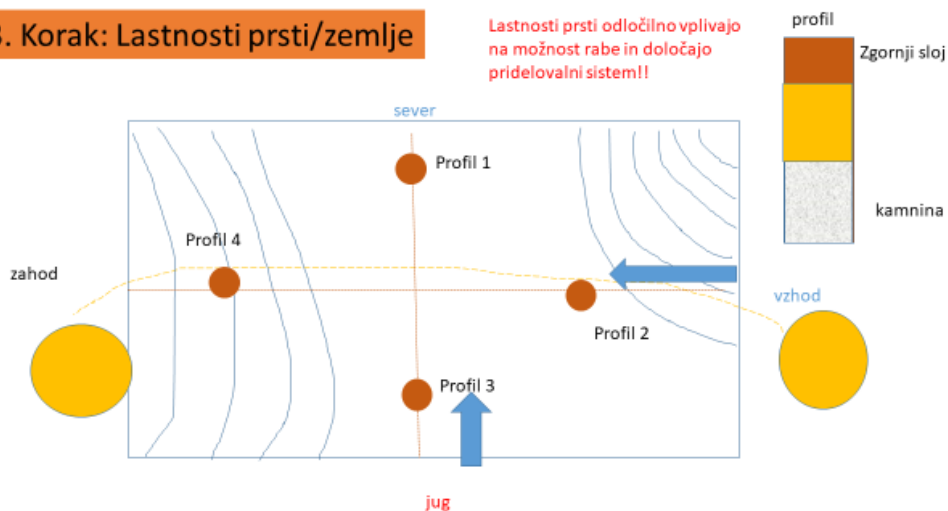 3. Korak: Lastnosti prsti/zemlje
Lastnosti prsti odločilno vplivajo
na možnost rabe in določajo
pridelovalni sistem!!
profil
Zgornji sloj
kamnina
sever
Profil 1
Profil 4
zahod
vzhod
Profil 2
Profil 3
jug